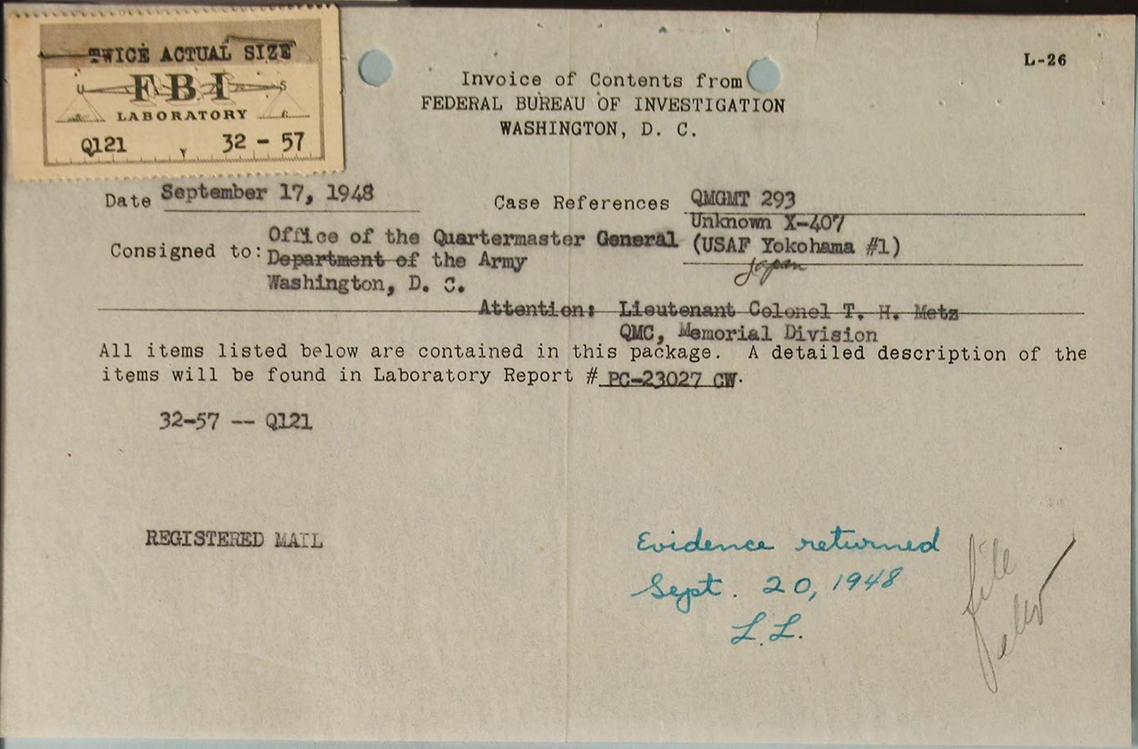 TWICE ACTUAL SIZE
U S
FBI
LABORATORY
Q121 32 - 57
L-26
Invoice of Contents from
FEDERAL BUREAU OF INVESTIGATION
WASHINGTON, D. C.
Date September 17, 1948
Case References QMGMT 293
Unknown X-407
(USAF Yokohama #1)
Japan
Consigned to: Office of the Quartermaster General
Department of the Army
Washington, D. C.
Attention: Lieutenant Colonel T. H. Metz
QMC, Memorial Division
All items listed below are contained in this package. A detailed description of the
items will be found in Laboratory Report # PC-23027 CW.
32-57 -- Q121
REGISTERED MAIL
Evidence returned
Sept. 20, 1948
L.L.
file